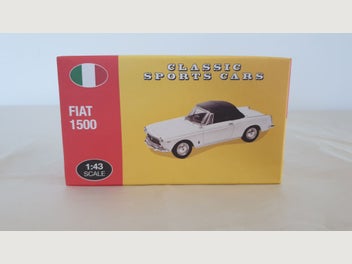 CLASSIC
SPORTS CARS
FIAT
1500
1:43
SCALE